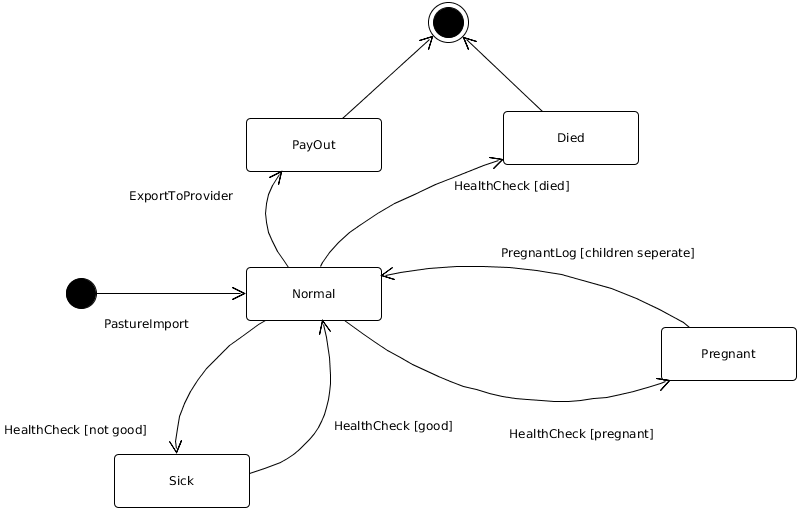 PayOut
Died
ExportToProvider
HealthCheck [died]
PregnantLog [children seperate]
Normal
PastureImport
Pregnant
HealthCheck [not good]
HealthCheck [good]
HealthCheck [pregnant]
Sick